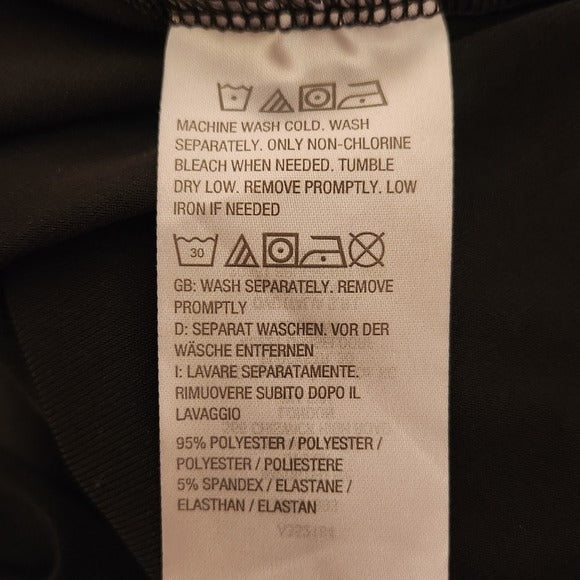 MACHINE WASH COLD. WASH
SEPARATELY. ONLY NON-CHLORINE
BLEACH WHEN NEEDED. TUMBLE
DRY LOW. REMOVE PROMPTLY. LOW
IRON IF NEEDED
30
GB: WASH SEPARATELY. REMOVE
PROMPTLY
D: SEPARAT WASCHEN. VOR DER
WÄSCHE ENTFERNEN
I: LAVARE SEPARATAMENTE.
RIMUOVERE SUBITO DOPO IL
LAVAGGIO
95% POLYESTER / POLYESTER /
POLYESTER / POLIESTERE
5% SPANDEX / ELASTANE /
ELASTHAN / ELASTAN